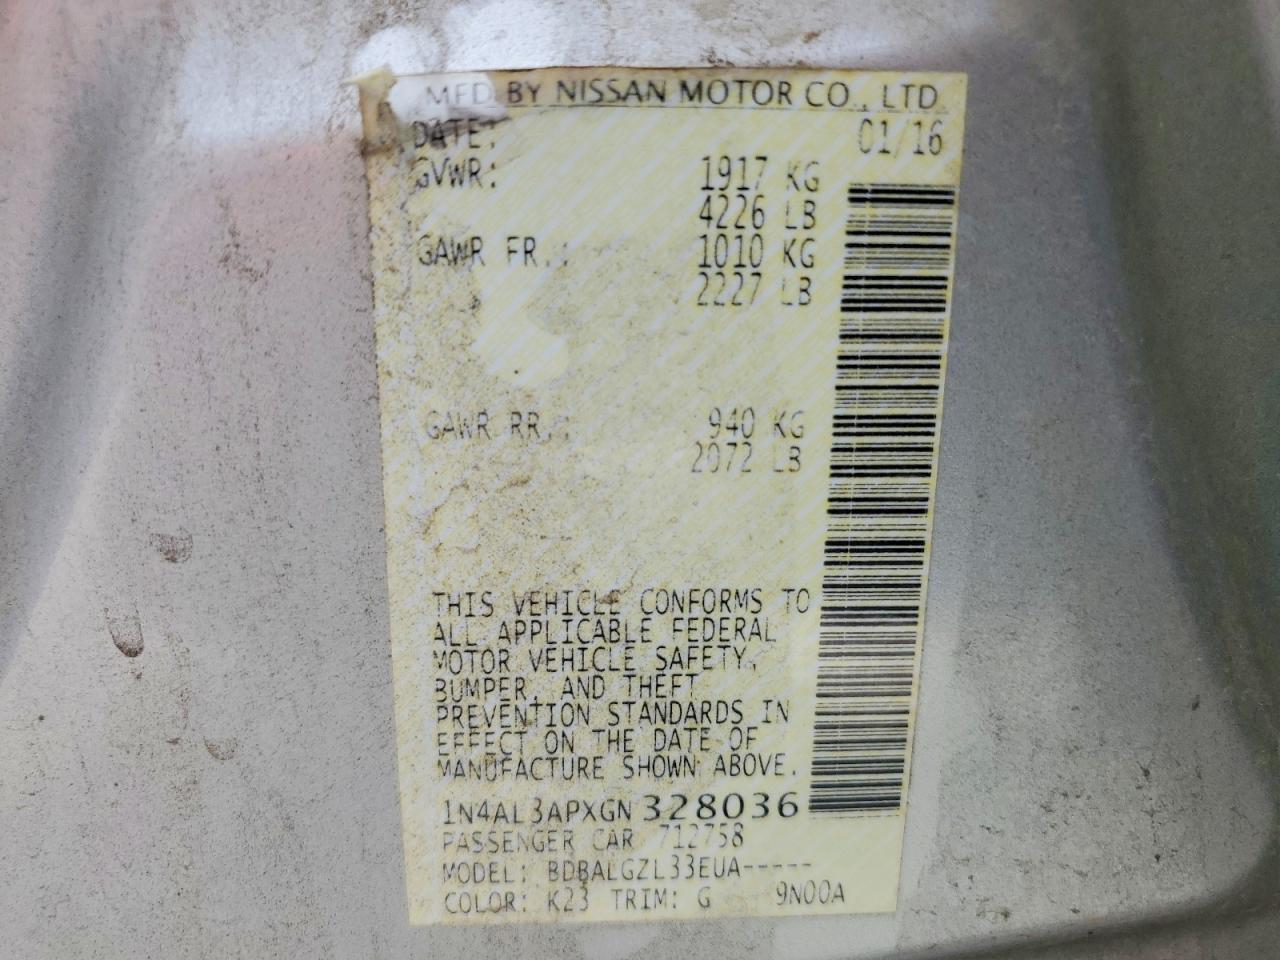 MFD BY NISSAN MOTOR CO., LTD.
DATE: 01/16
GVWR: 1917 KG
4226 LB
GAWR FR.: 1010 KG
2227 LB
GAWR RR.: 940 KG
2072 LB
THIS VEHICLE CONFORMS TO
ALL APPLICABLE FEDERAL
MOTOR VEHICLE SAFETY,
BUMPER, AND THEFT
PREVENTION STANDARDS IN
EFFECT ON THE DATE OF
MANUFACTURE SHOWN ABOVE.
1N4AL3APXGN328036
PASSENGER CAR 712758
MODEL: BDBALGZL33EUA-----
COLOR: K23 TRIM: G 9N00A